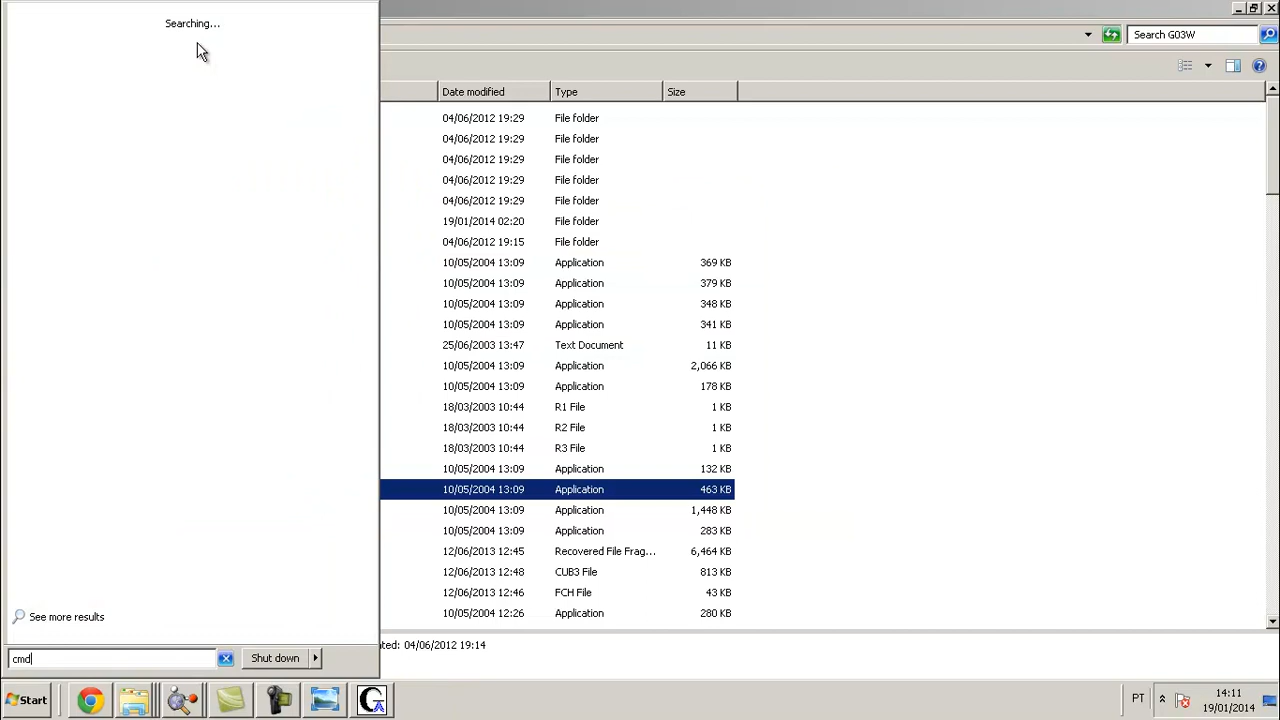 Searching...
Search G03W
Date modified Type Size
04/06/2012 19:29 File folder
04/06/2012 19:29 File folder
04/06/2012 19:29 File folder
04/06/2012 19:29 File folder
04/06/2012 19:29 File folder
19/01/2014 02:20 File folder
04/06/2012 19:15 File folder
10/05/2004 13:09 Application 369 KB
10/05/2004 13:09 Application 379 KB
10/05/2004 13:09 Application 348 KB
10/05/2004 13:09 Application 341 KB
25/06/2003 13:47 Text Document 11 KB
10/05/2004 13:09 Application 2,066 KB
10/05/2004 13:09 Application 178 KB
18/03/2003 10:44 R1 File 1 KB
18/03/2003 10:44 R2 File 1 KB
18/03/2003 10:44 R3 File 1 KB
10/05/2004 13:09 Application 132 KB
10/05/2004 13:09 Application 463 KB
10/05/2004 13:09 Application 1,448 KB
10/05/2004 13:09 Application 283 KB
12/06/2013 12:45 Recovered File Frag... 6,464 KB
12/06/2013 12:48 CUB3 File 813 KB
12/06/2013 12:46 FCH File 43 KB
10/05/2004 12:26 Application 280 KB
See more results
ated: 04/06/2012 19:14
cmd
Shut down
Start
PT
14:11
19/01/2014